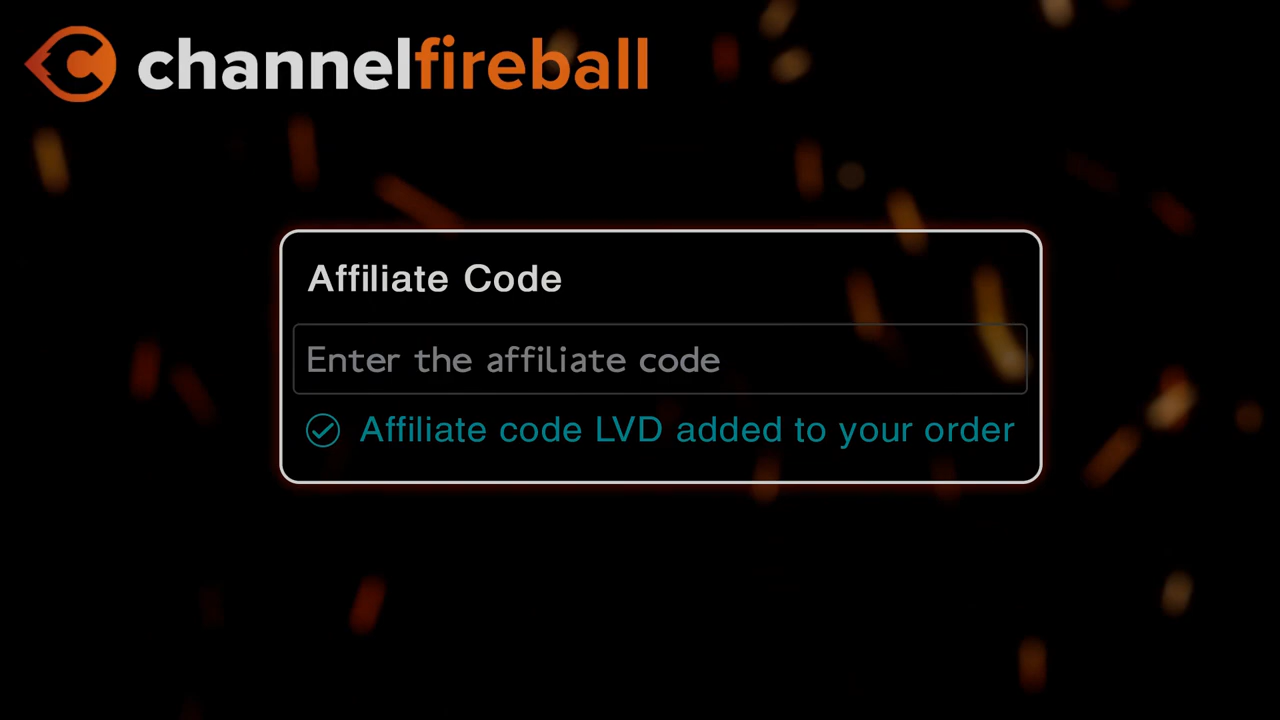 channelfireball
Affiliate Code
Enter the affiliate code
Affiliate code LVD added to your order